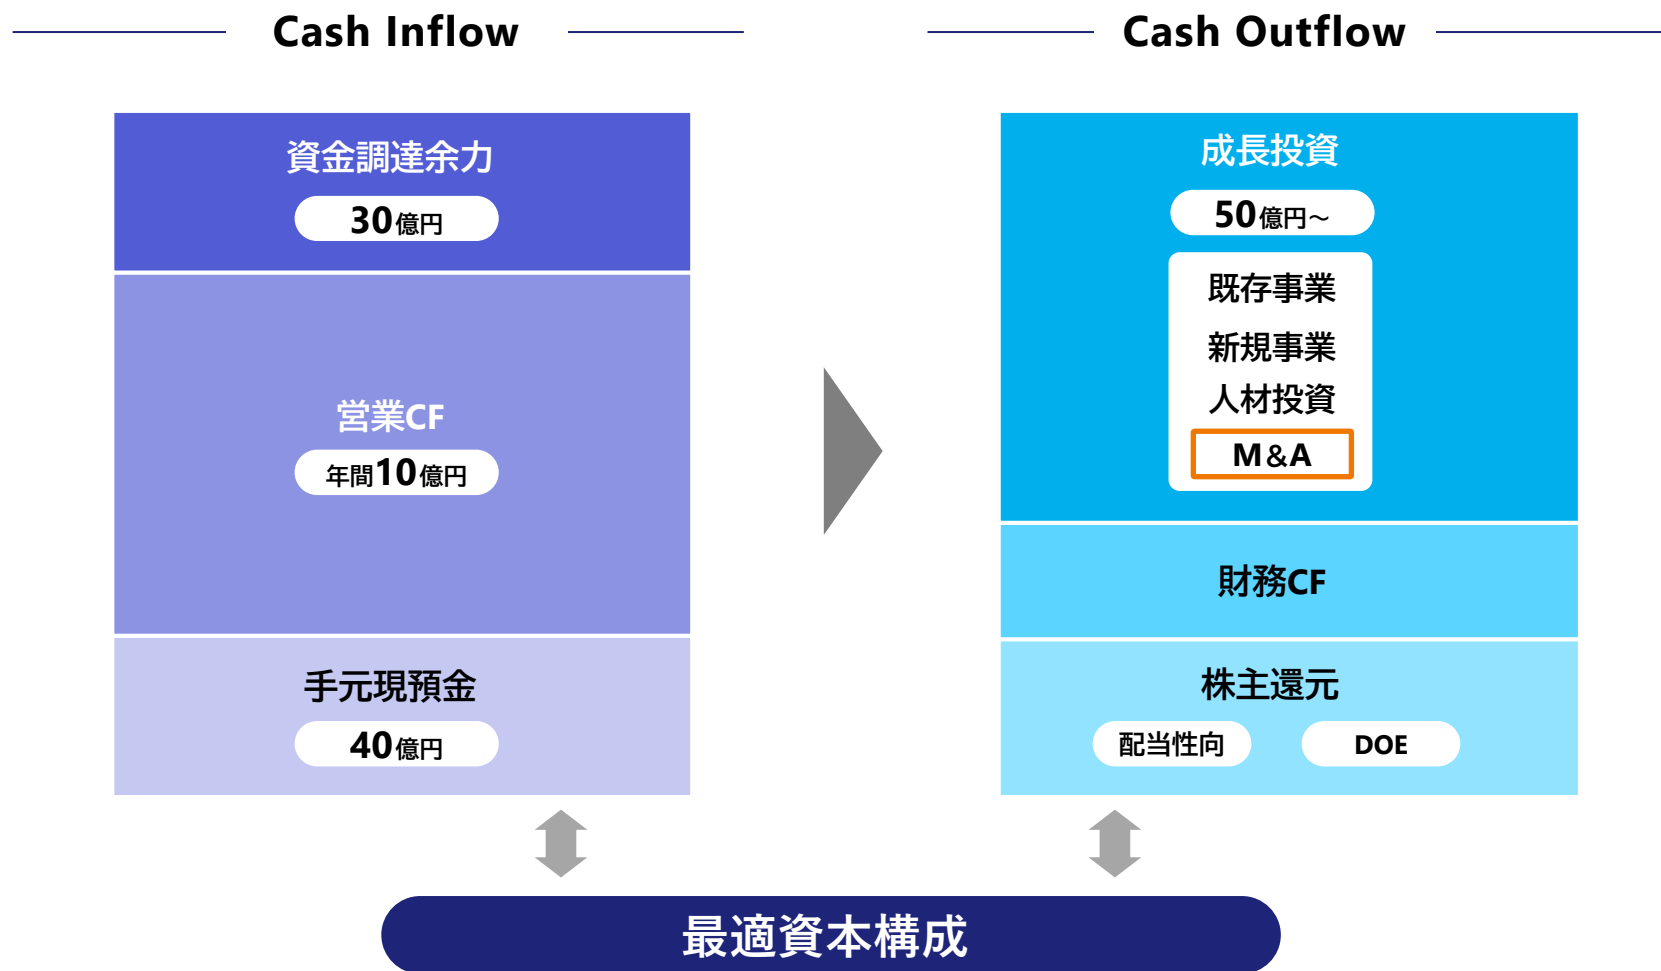 Cash Inflow
資金調達余力
30億円
営業CF
年間10億円
手元現預金
40億円
Cash Outflow
成長投資
50億円~
既存事業
新規事業
人材投資
M&A
財務CF
株主還元
配当性向
DOE
最適資本構成